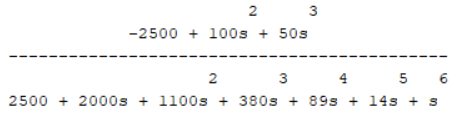 2 3
-2500 + 100s + 50s
---------------------------------------------
2 3 4 5 6
2500 + 2000s + 1100s + 380s + 89s + 14s + s